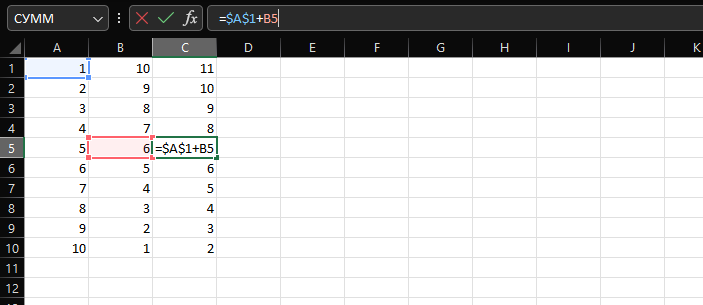 СУММ fx =$A$1+B5
A B C D E F G H I J K
1 1 10 11
2 2 9 10
3 3 8 9
4 4 7 8
5 5 6 =$A$1+B5
6 6 5 6
7 7 4 5
8 8 3 4
9 9 2 3
10 10 1 2
11
12